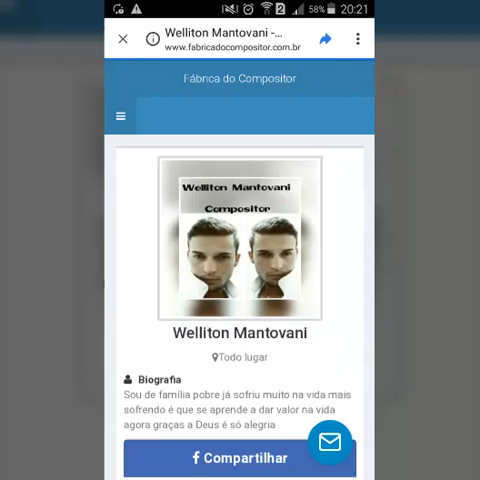 58% 20:21
Welliton Mantovani -...
www.fabricadocompositor.com.br
Fábrica do Compositor
Welliton Mantovani
Compositor
Welliton Mantovani
Todo lugar
Biografia
Sou de família pobre já sofriu muito na vida mais
sofrendo é que se aprende a dar valor na vida
agora graças a Deus é só alegria
f Compartilhar